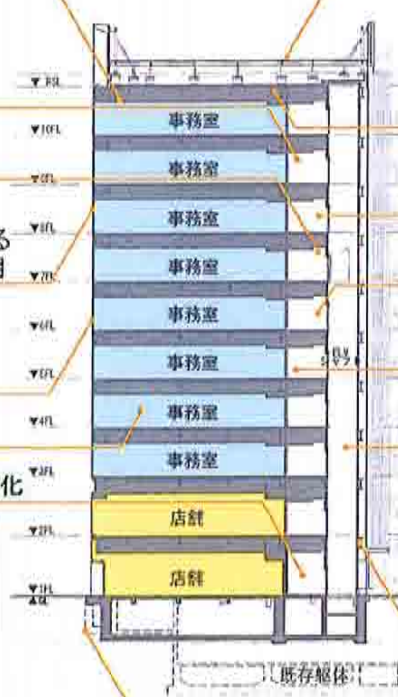 ▼RSL
▼10FL
事務室
▼9FL
事務室
▼8FL
事務室
る
▼7FL
事務室
▼6FL
事務室
▼5FL
事務室
▼4FL
事務室
▼3FL
事務室
化
店舗
▼2FL
店舗
▼1FL
▲GL
既存躯体